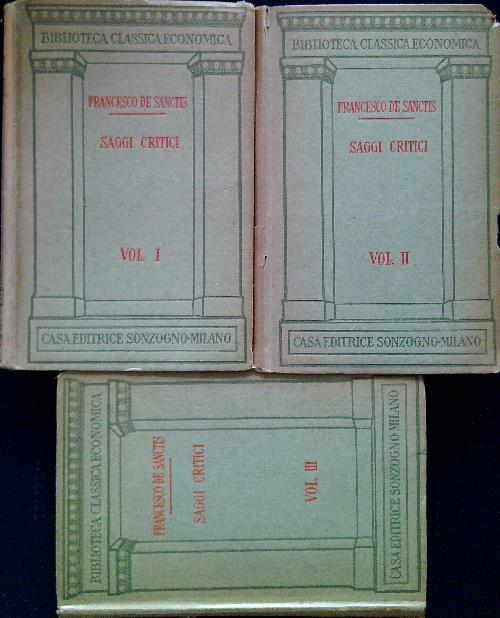 BIBLIOTECA CLASSICA ECONOMICA
FRANCESCO DE SANCTIS
SAGGI CRITICI
VOL. I
CASA EDITRICE SONZOGNO-MILANO
BIBLIOTECA CLASSICA ECONOMICA
FRANCESCO DE SANCTIS
SAGGI CRITICI
VOL. II
CASA EDITRICE SONZOGNO-MILANO
BIBLIOTECA CLASSICA ECONOMICA
FRANCESCO DE SANCTIS
SAGGI CRITICI
VOL. III
CASA EDITRICE SONZOGNO-MILANO